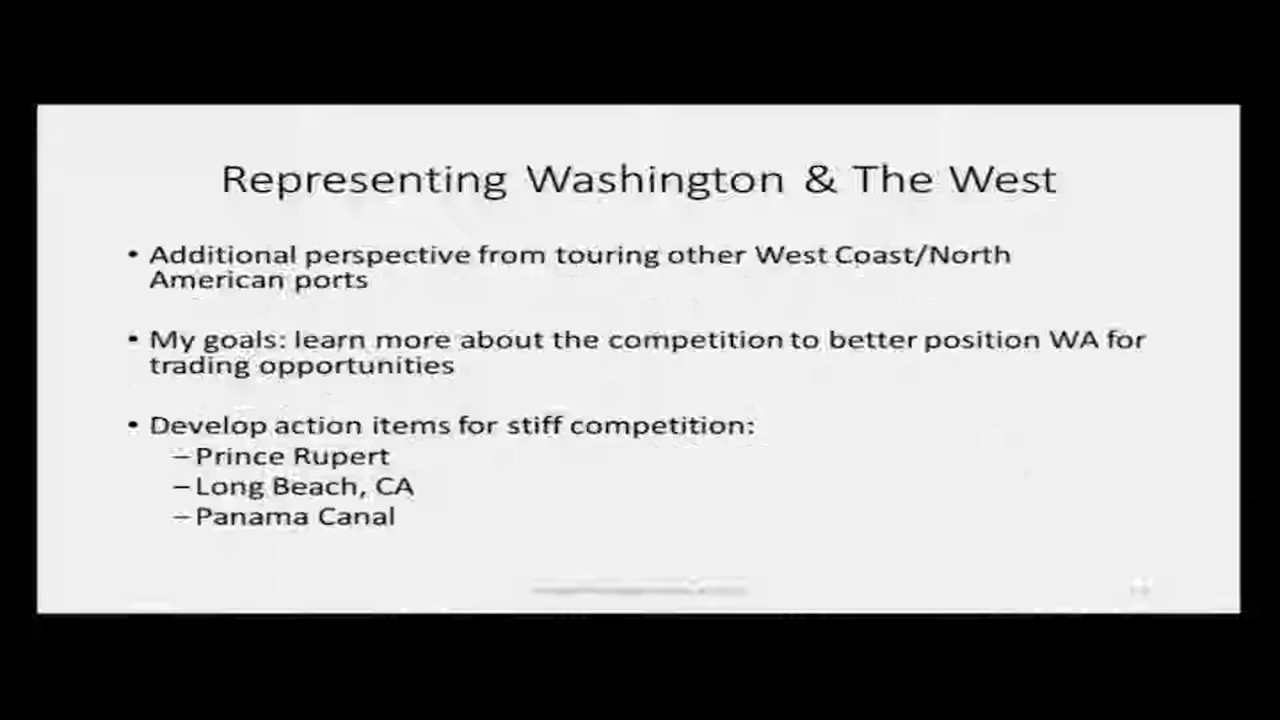 Representing Washington & The West
• Additional perspective from touring other West Coast/North
American ports
• My goals: learn more about the competition to better position WA for
trading opportunities
• Develop action items for stiff competition:
– Prince Rupert
– Long Beach, CA
– Panama Canal